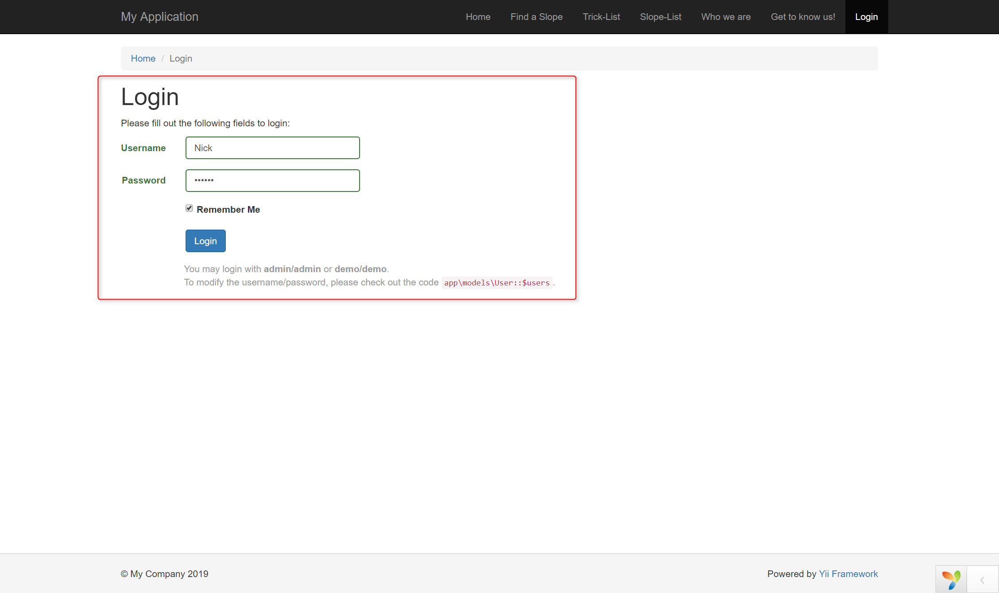 My Application Home Find a Slope Trick-List Slope-List Who we are Get to know us! Login
Home / Login
Login
Please fill out the following fields to login:
Username Nick
Password ••••••
Remember Me
Login
You may login with admin/admin or demo/demo.
To modify the username/password, please check out the code app\models\User::$users.
© My Company 2019 Powered by Yii Framework